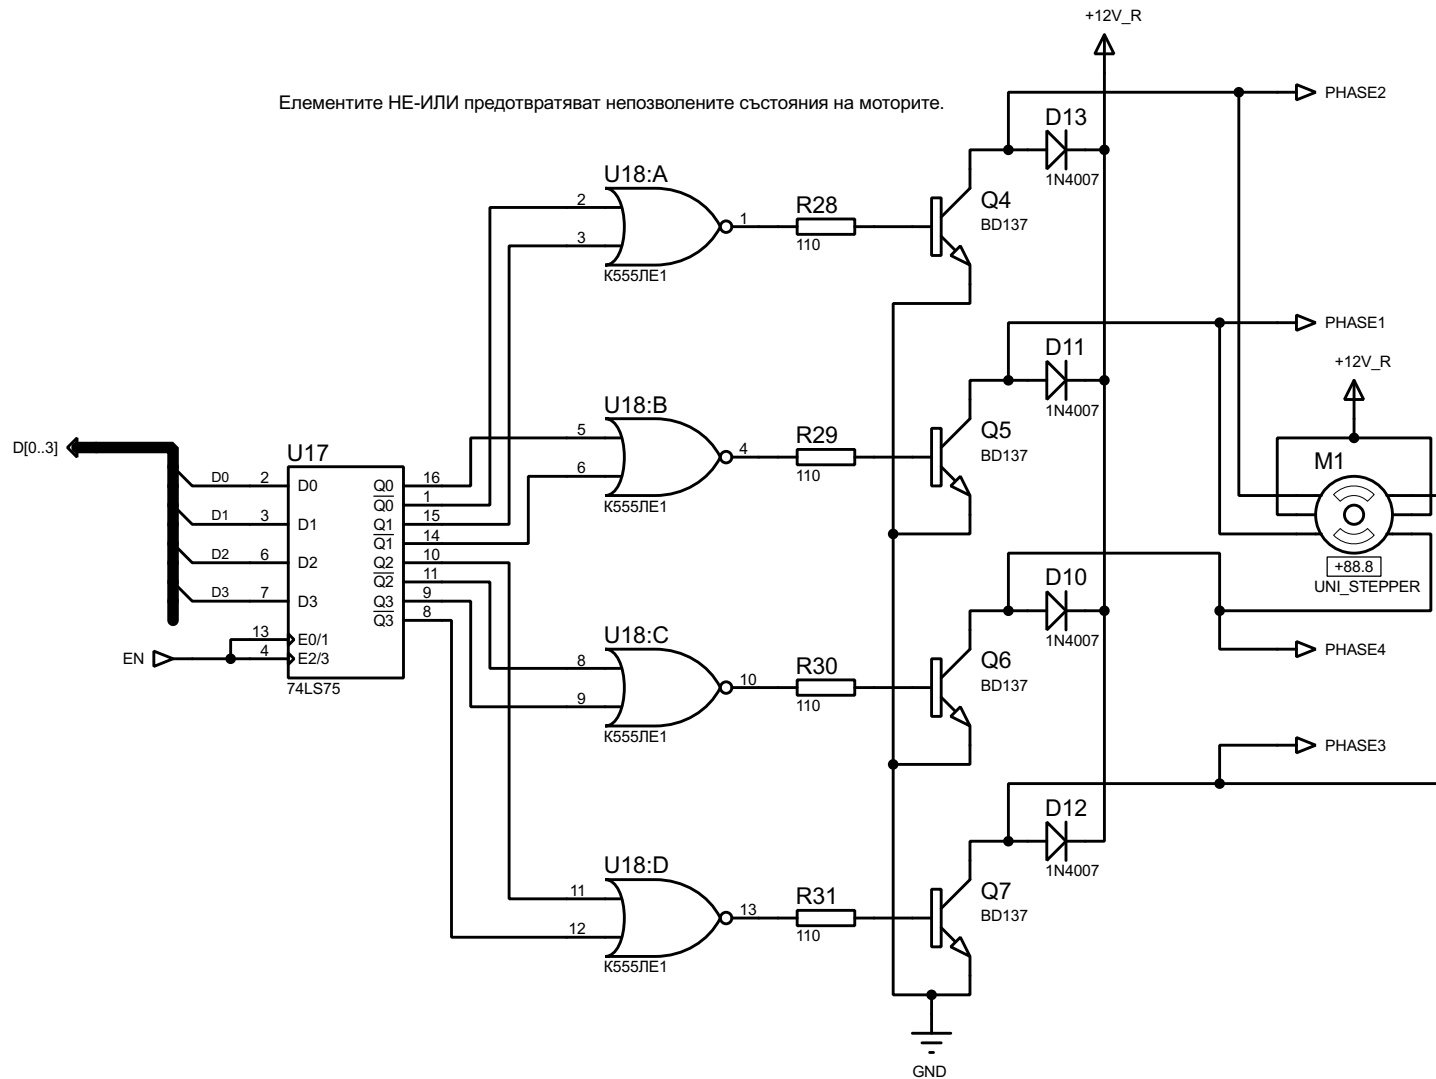 +12V_R
Елементите НЕ-ИЛИ предотвратяват непозволените състояния на моторите.
PHASE2
D13
1N4007
U18:A
2
3
1
К555ЛЕ1
R28
110
Q4
BD137
PHASE1
D11
1N4007
+12V_R
U18:B
5
6
4
К555ЛЕ1
R29
110
Q5
BD137
M1
+88.8
UNI_STEPPER
D[0..3]
U17
D0 2 D0 Q0 16
Q0 1
D1 3 D1 Q1 15
Q1 14
D2 6 D2 Q2 10
Q2 11
D3 7 D3 Q3 9
Q3 8
13 E0/1
EN 4 E2/3
74LS75
D10
1N4007
U18:C
8
9
10
К555ЛЕ1
R30
110
Q6
BD137
PHASE4
PHASE3
D12
1N4007
U18:D
11
12
13
К555ЛЕ1
R31
110
Q7
BD137
GND